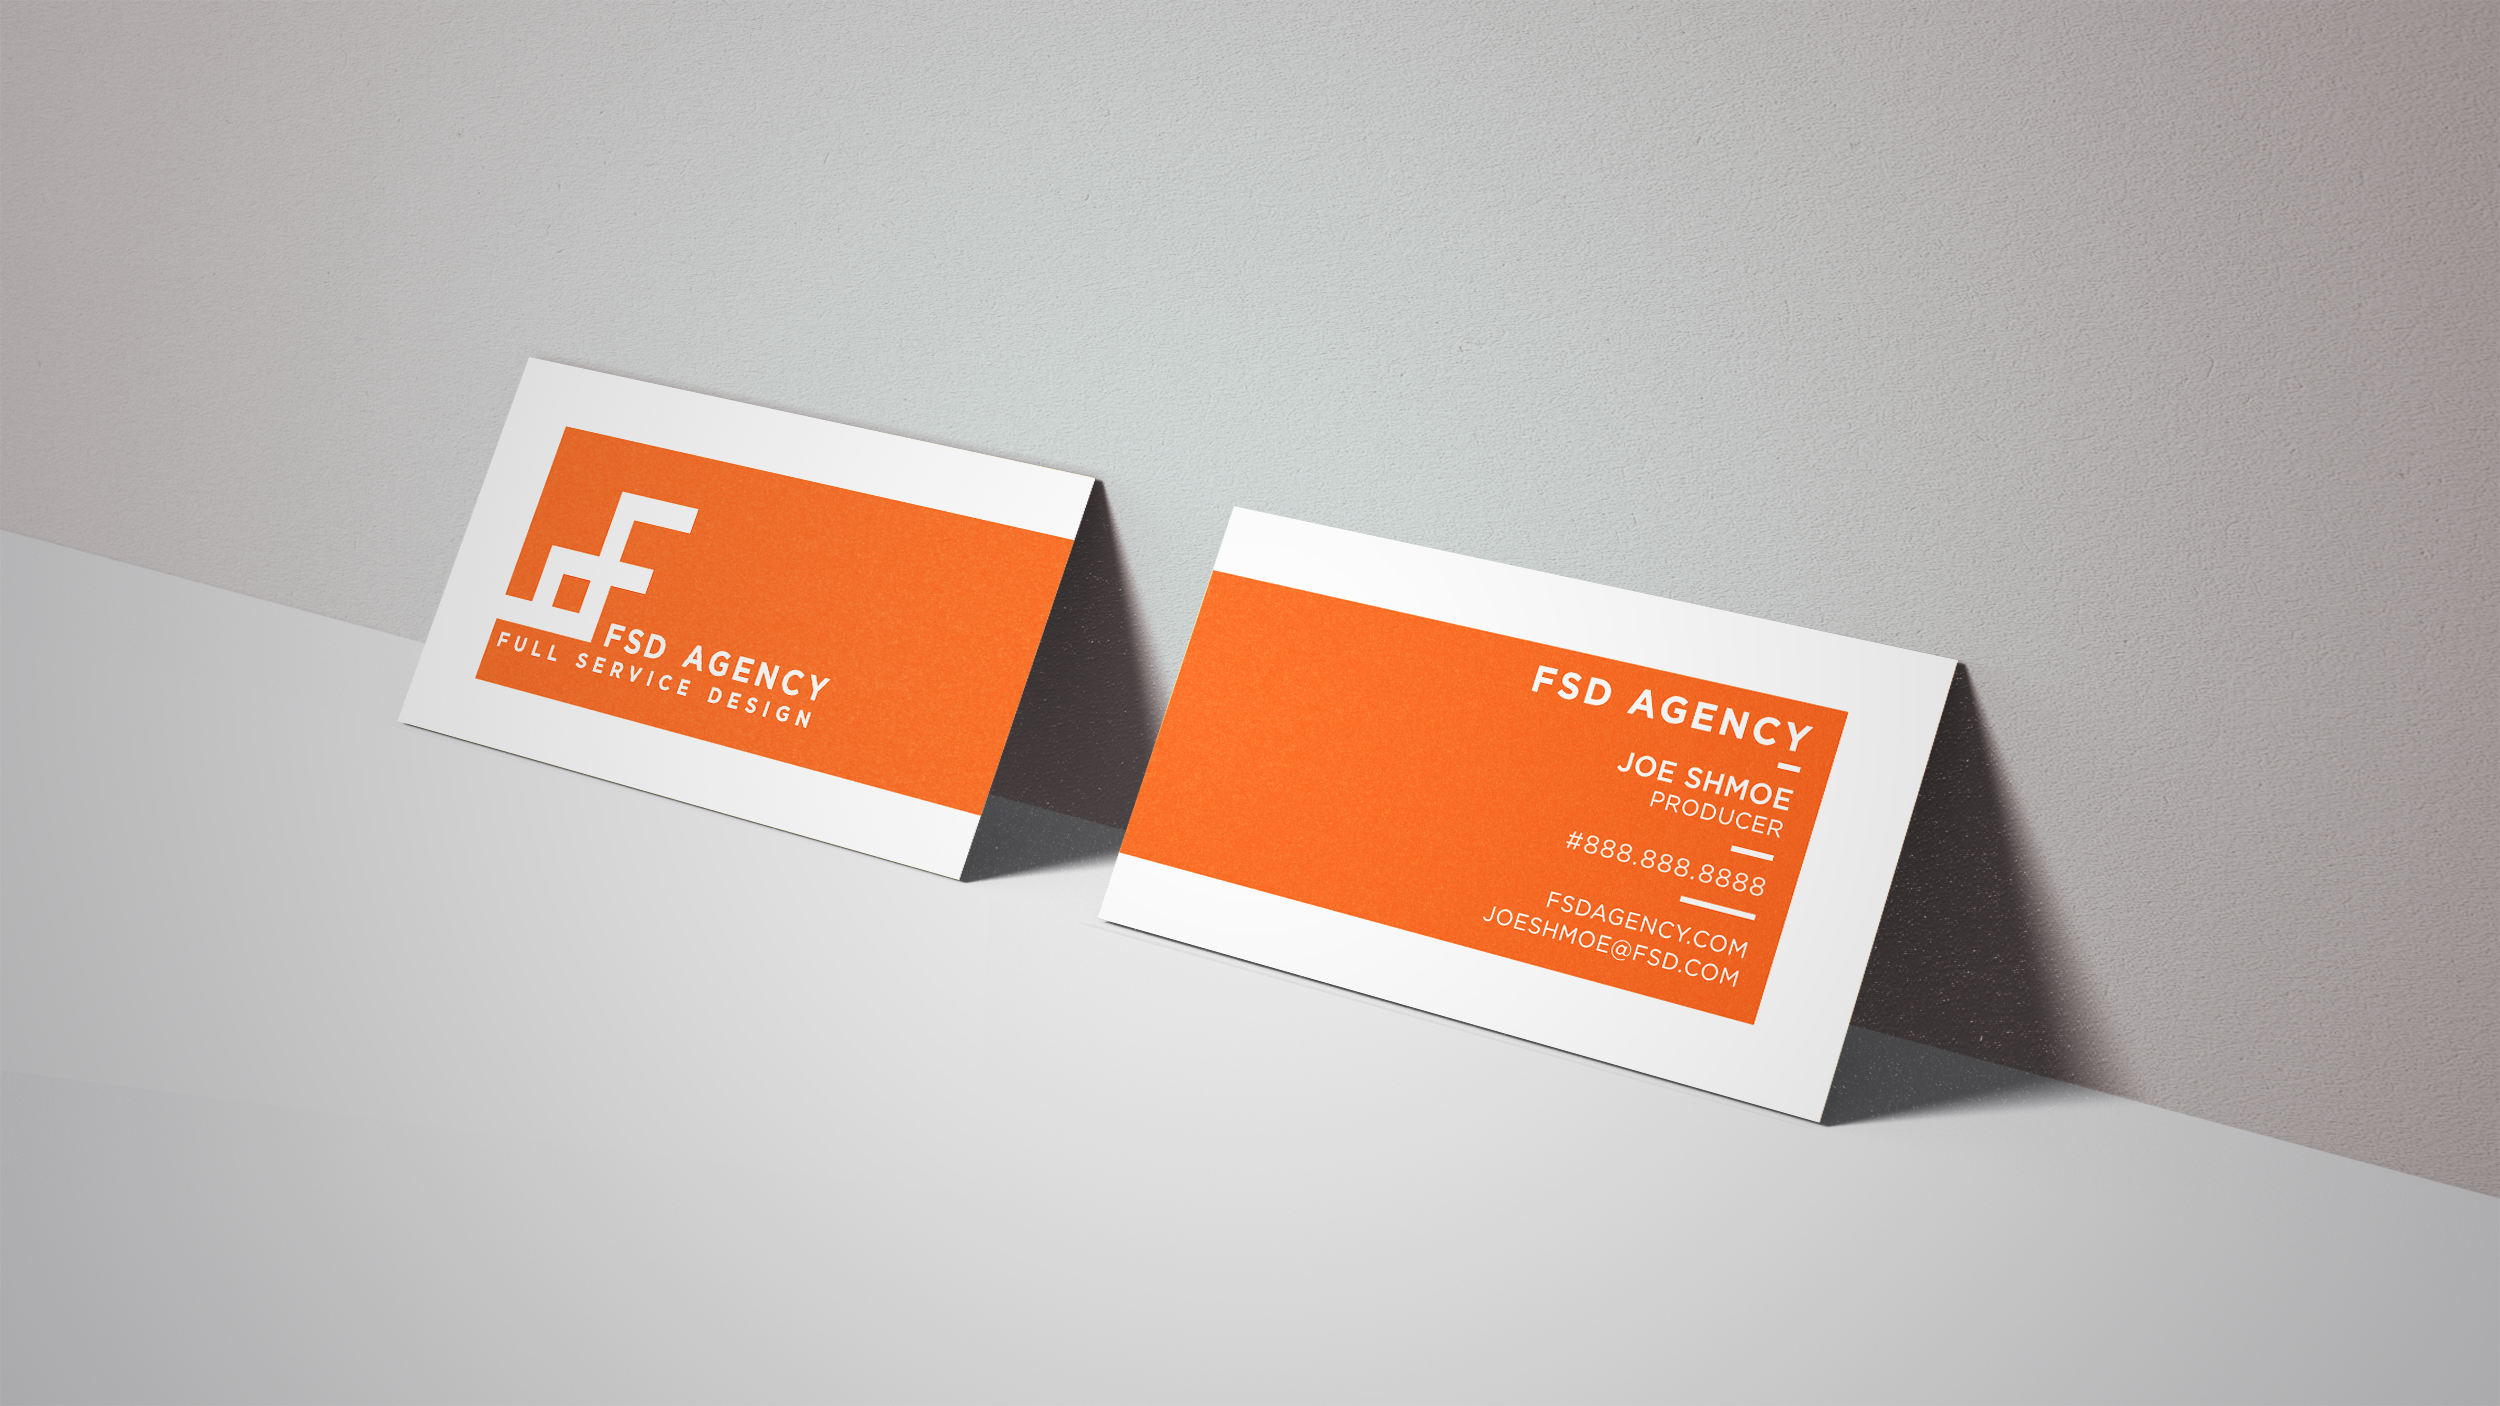 FSD AGENCY
FULL SERVICE DESIGN
FSD AGENCY
JOE SHMOE
PRODUCER
#888.888.8888
FSDAGENCY.COM
JOESHMOE@FSD.COM